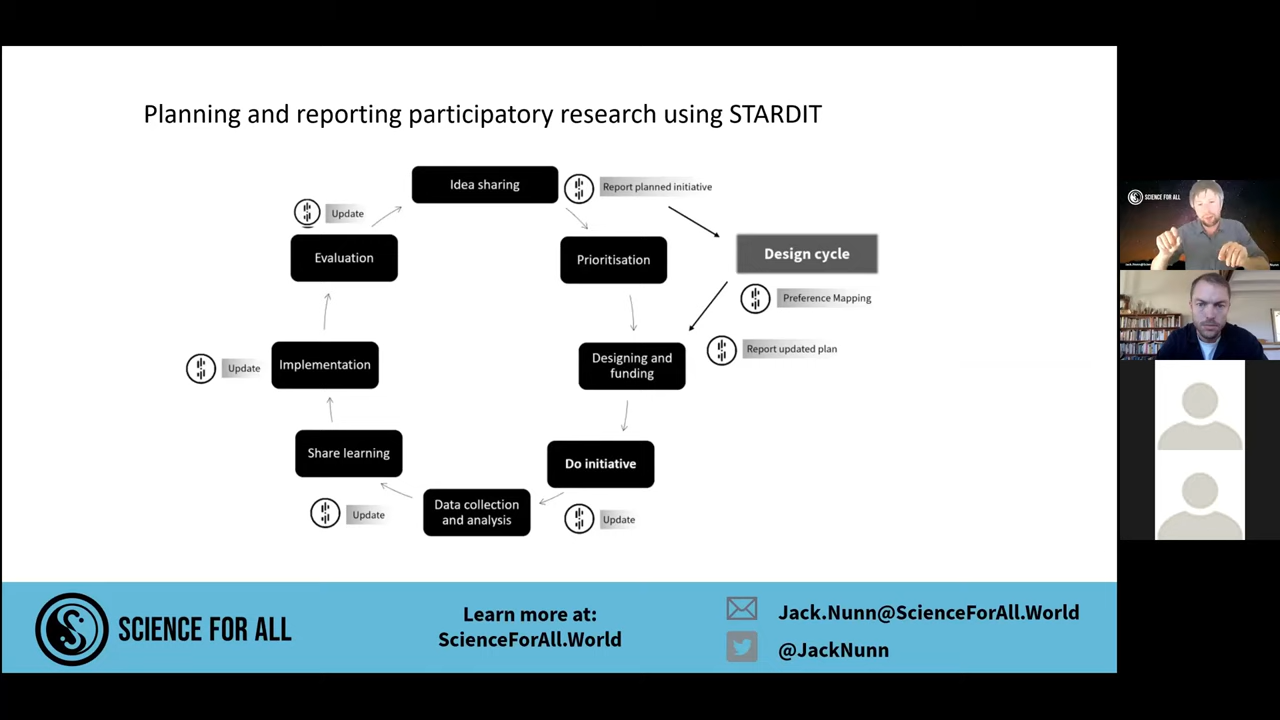 Planning and reporting participatory research using STARDIT
Idea sharing
Report planned initiative
Update
Evaluation
Prioritisation
Design cycle
Preference Mapping
Report updated plan
Designing and
funding
Implementation
Update
Do initiative
Share learning
Data collection
and analysis
Update
Update
SCIENCE FOR ALL
Learn more at:
ScienceForAll.World
Jack.Nunn@ScienceForAll.World
@JackNunn
SCIENCE FOR ALL